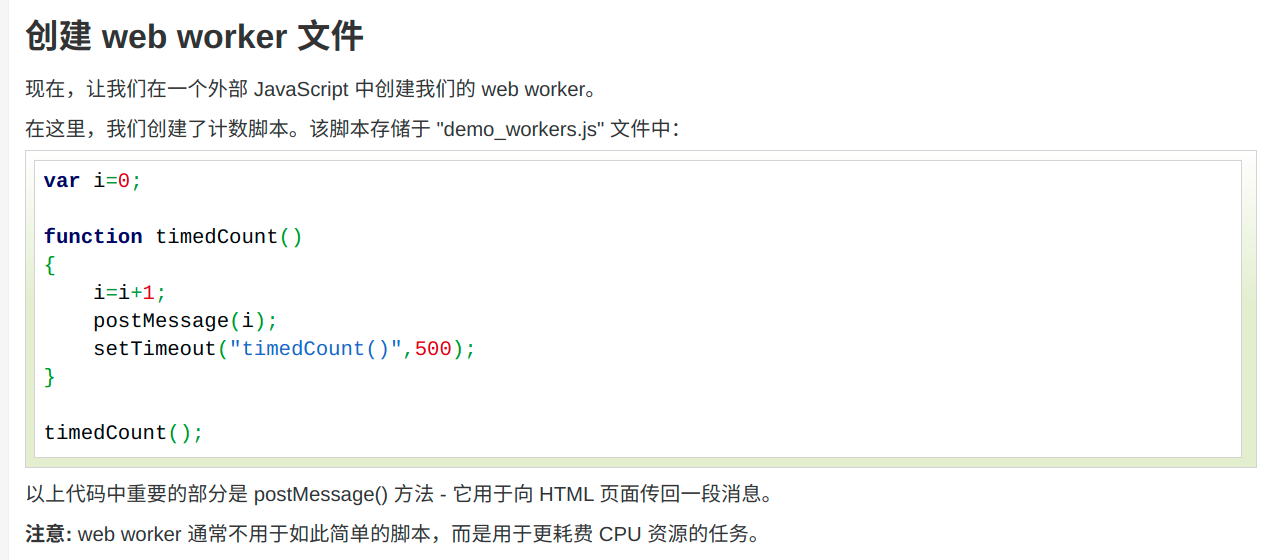 创建 web worker 文件
现在，让我们在一个外部 JavaScript 中创建我们的 web worker。
在这里，我们创建了计数脚本。该脚本存储于 "demo_workers.js" 文件中：
var i=0;
function timedCount()
{
    i=i+1;
    postMessage(i);
    setTimeout("timedCount()",500);
}
timedCount();
以上代码中重要的部分是 postMessage() 方法 - 它用于向 HTML 页面传回一段消息。
注意: web worker 通常不用于如此简单的脚本，而是用于更耗费 CPU 资源的任务。